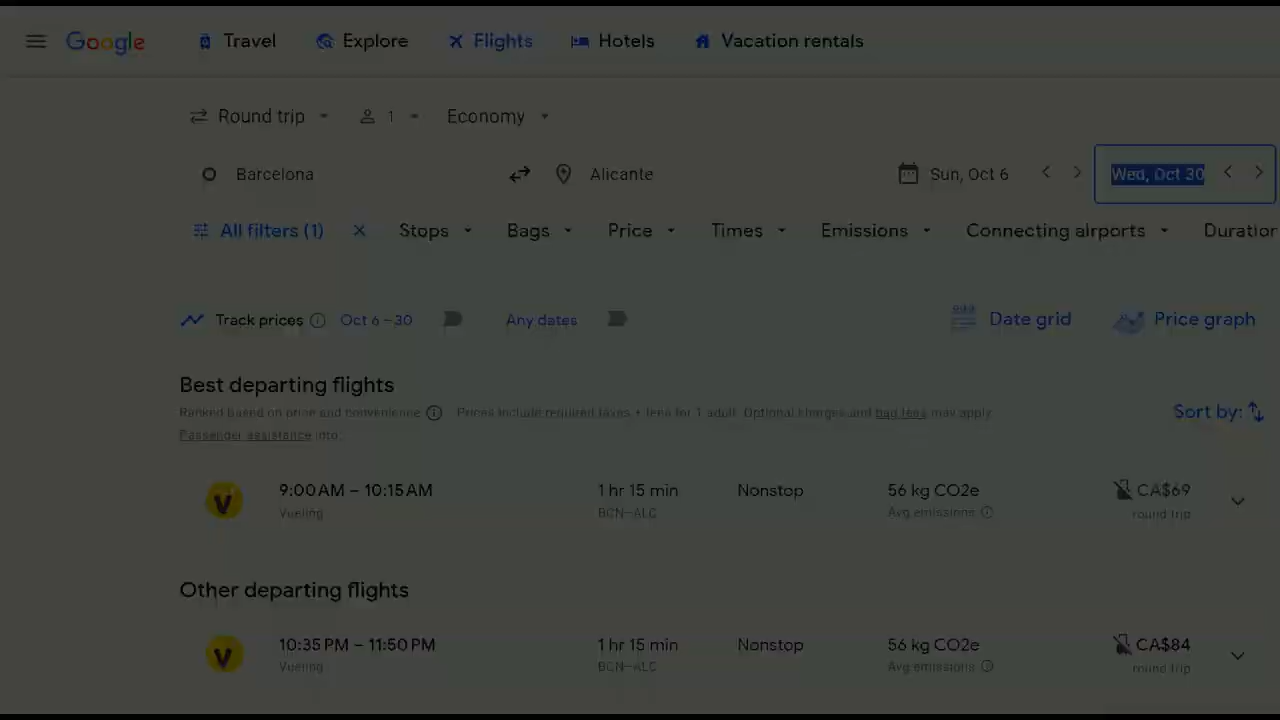 Google Travel Explore Flights Hotels Vacation rentals
Round trip 1 Economy
Barcelona Alicante Sun, Oct 6 Wed, Oct 30
All filters (1) Stops Bags Price Times Emissions Connecting airports Duration
Track prices Oct 6 – 30 Any dates Date grid Price graph
Best departing flights
Ranked based on price and convenience Prices include required taxes + fees for 1 adult. Optional charges and bag fees may apply.
Sort by:
Passenger assistance info.
9:00 AM – 10:15 AM 1 hr 15 min Nonstop 56 kg CO2e CA$69
Vueling BCN–ALC Avg emissions round trip
Other departing flights
10:35 PM – 11:50 PM 1 hr 15 min Nonstop 56 kg CO2e CA$84
Vueling BCN–ALC Avg emissions round trip